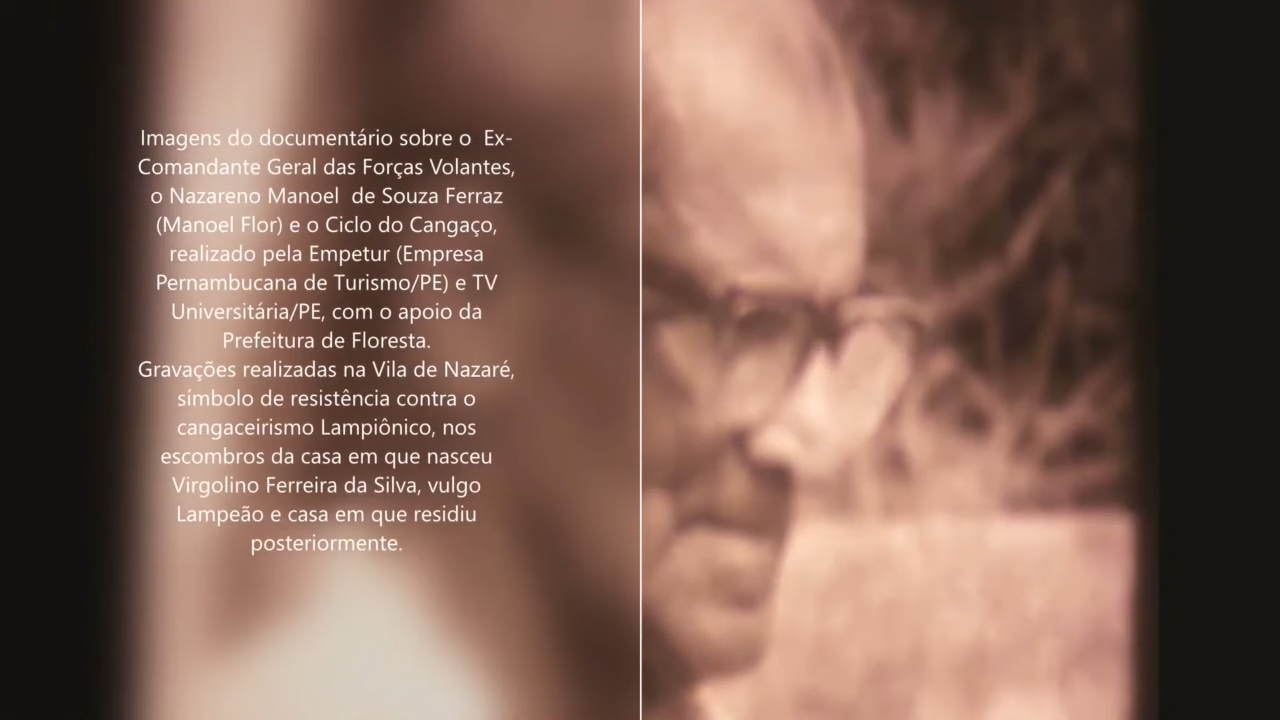 Imagens do documentário sobre o  Ex-
Comandante Geral das Forças Volantes,
o Nazareno Manoel  de Souza Ferraz
(Manoel Flor) e o Ciclo do Cangaço,
realizado pela Empetur (Empresa
Pernambucana de Turismo/PE) e TV
Universitária/PE, com o apoio da
Prefeitura de Floresta.
Gravações realizadas na Vila de Nazaré,
símbolo de resistência contra o
cangaceirismo Lampiônico, nos
escombros da casa em que nasceu
Virgolino Ferreira da Silva, vulgo
Lampeão e casa em que residiu
posteriormente.